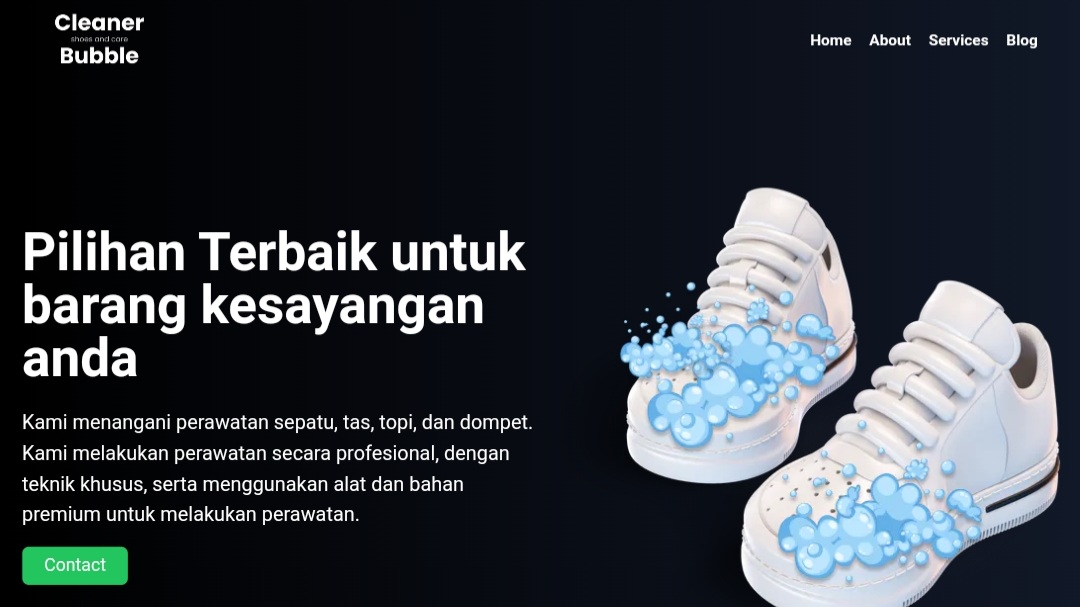 Cleaner
shoes and care
Bubble
Home About Services Blog
Pilihan Terbaik untuk
barang kesayangan
anda
Kami menangani perawatan sepatu, tas, topi, dan dompet.
Kami melakukan perawatan secara profesional, dengan
teknik khusus, serta menggunakan alat dan bahan
premium untuk melakukan perawatan.
Contact